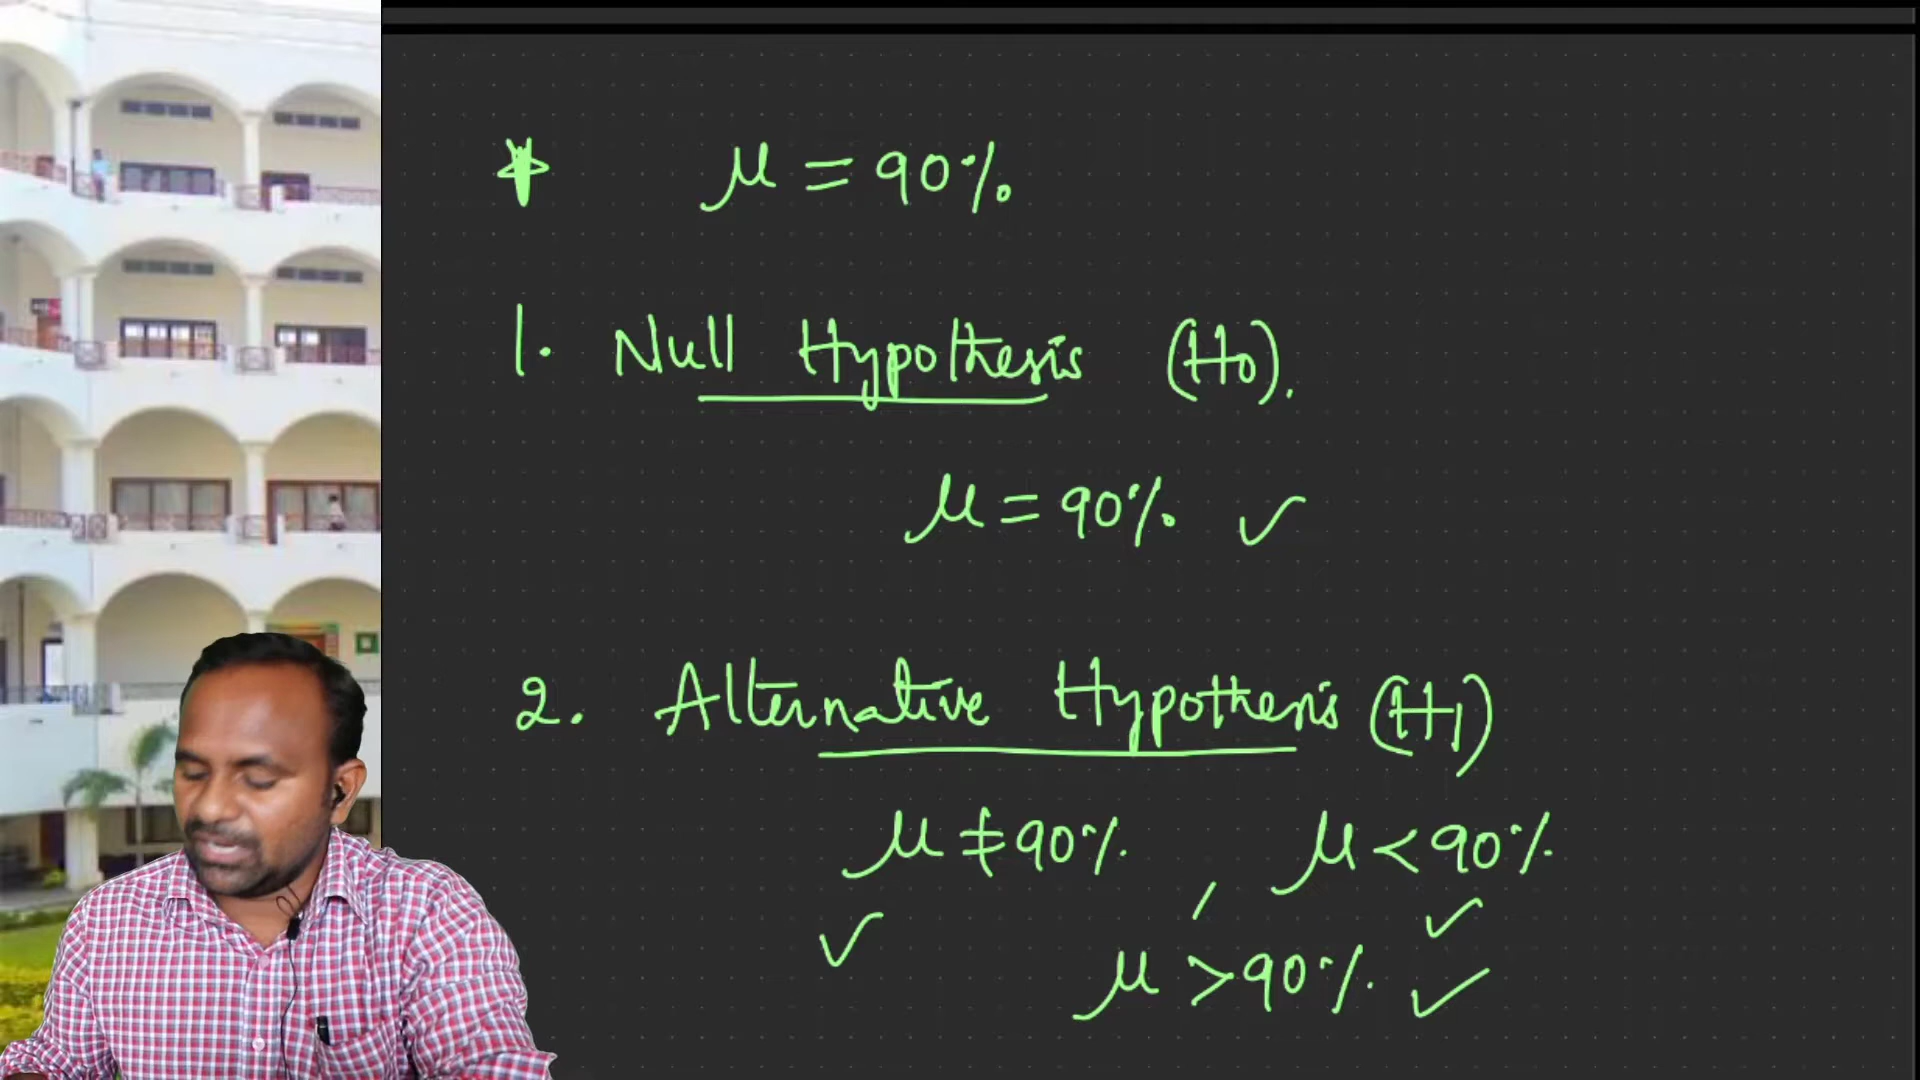 * μ = 90%
1. Null Hypothesis (H0).
μ = 90% ✓
2. Alternative Hypothesis (H1)
μ ≠ 90% , μ < 90%
✓ ✓
μ > 90% ✓